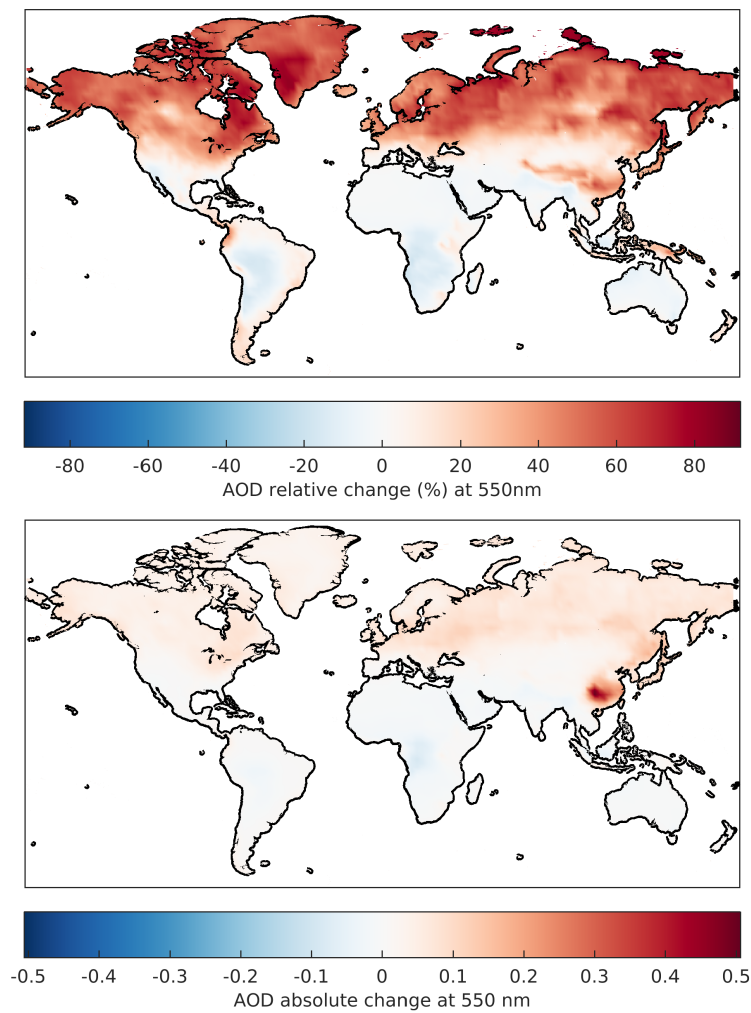 -80 -60 -40 -20 0 20 40 60 80
AOD relative change (%) at 550nm
-0.5 -0.4 -0.3 -0.2 -0.1 0 0.1 0.2 0.3 0.4 0.5
AOD absolute change at 550 nm